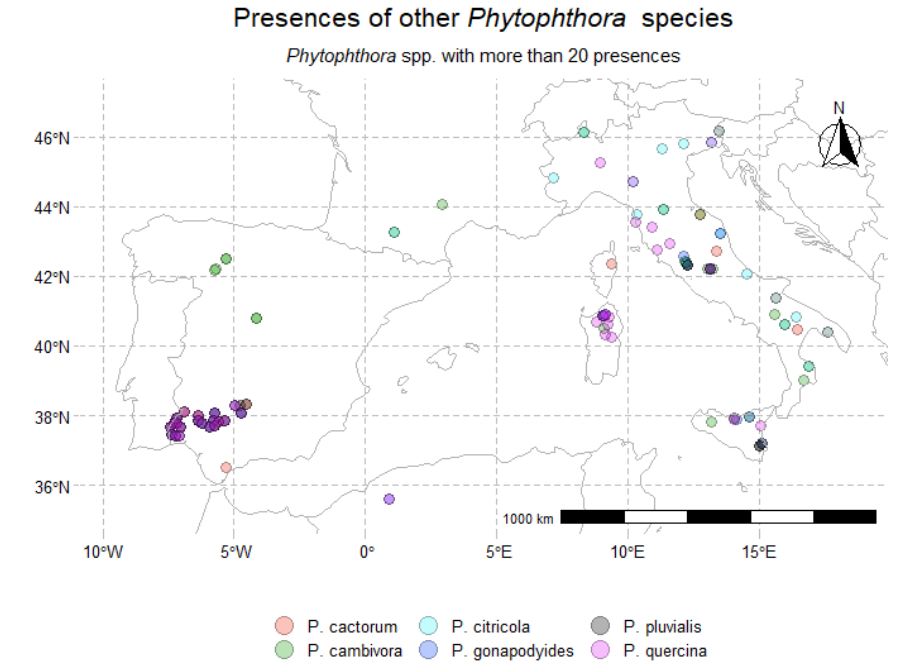 Presences of other Phytophthora species
Phytophthora spp. with more than 20 presences
N
46°N
44°N
42°N
40°N
38°N
36°N
1000 km
10°W 5°W 0° 5°E 10°E 15°E
P. cactorum P. citricola P. pluvialis
P. cambivora P. gonapodyides P. quercina